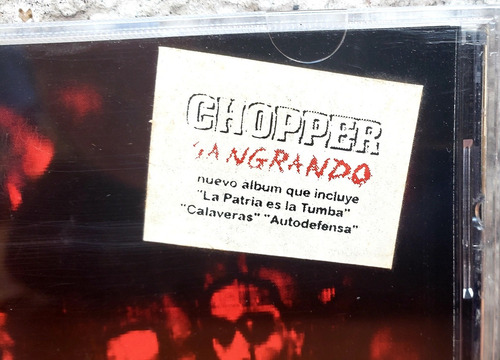 CHOPPER
SANGRANDO
nuevo album que incluye
"La Patria es la Tumba"
"Calaveras" "Autodefensa"